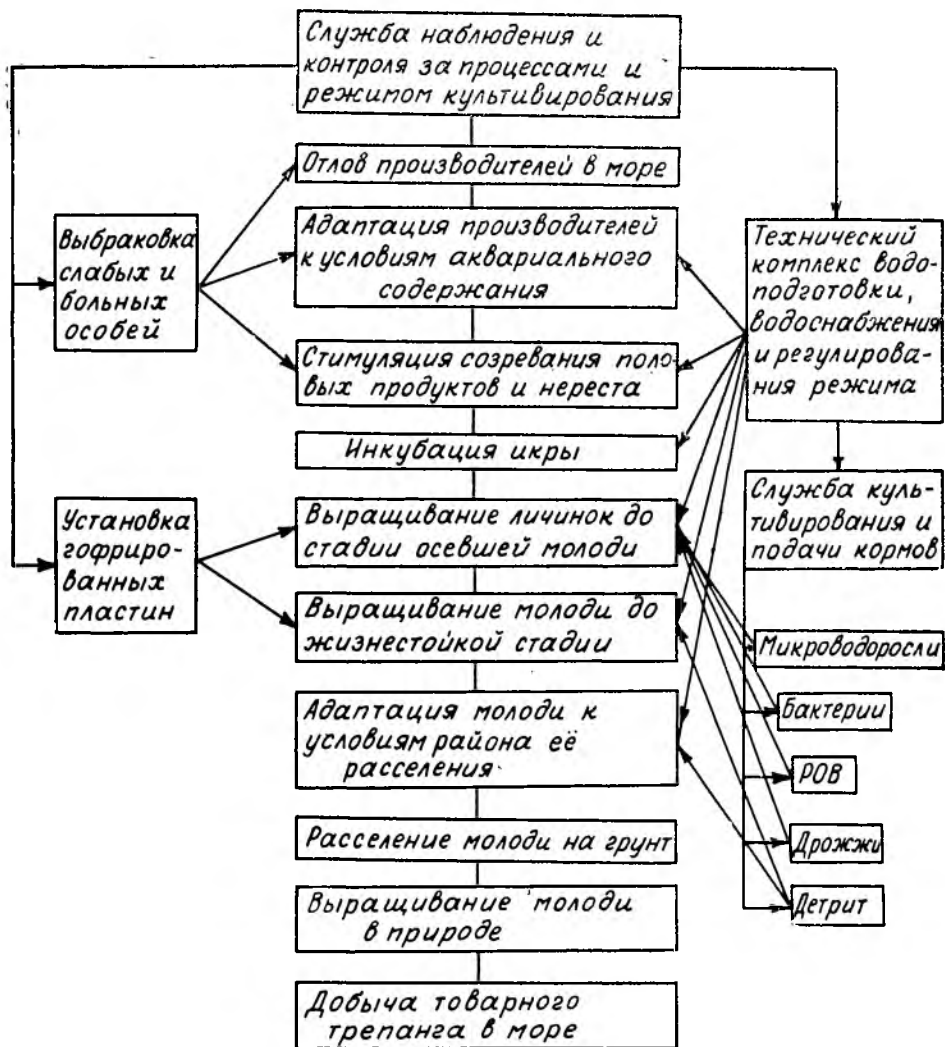 Служба наблюдения и
контроля за процессами и
режимом культивирования
Отлов производителей в море
Адаптация производителей
к условиям аквариального
содержания
Стимуляция созревания поло-
вых продуктов и нереста
Инкубация икры
Выращивание личинок до
стадии осевшей молоди
Выращивание молоди до
жизнестойкой стадии
Адаптация молоди к
условиям района её
расселения
Расселение молоди на грунт
Выращивание молоди
в природе
Добыча товарного
трепанга в море
Выбраковка
слабых и
больных
особей
Установка
гофриро-
ванных
пластин
Технический
комплекс водо-
подготовки,
водоснабжения
и регулирова-
ния режима
Служба куль-
тивирования и
подачи кормов
Микроводоросли
Бактерии
РОВ
Дрожжи
Детрит